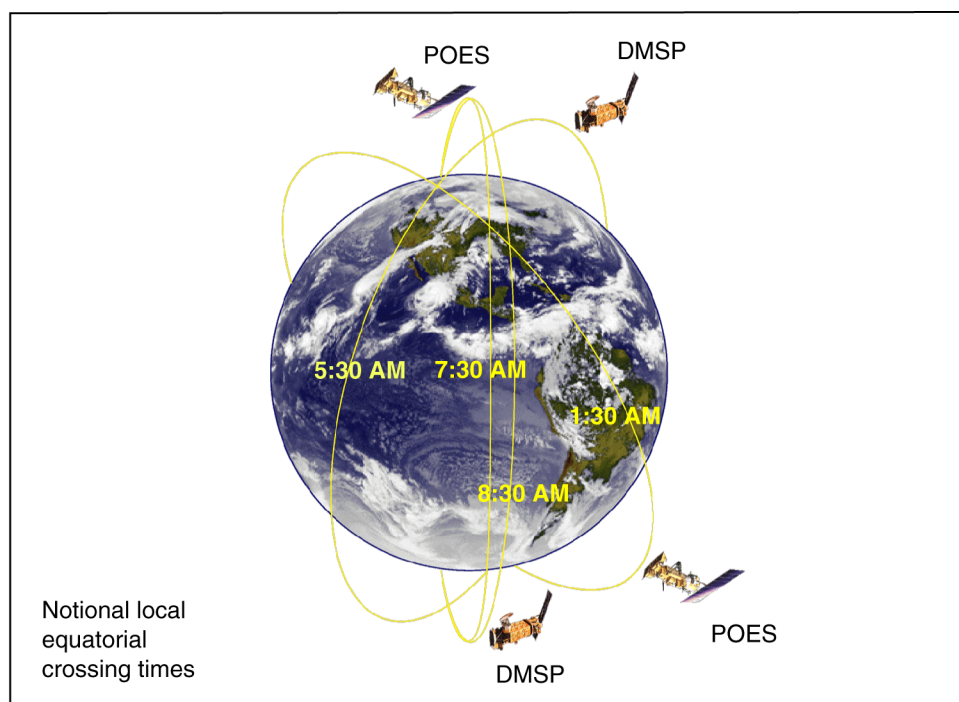 POES
DMSP
5:30 AM
7:30 AM
1:30 AM
8:30 AM
Notional local
equatorial
crossing times
POES
DMSP